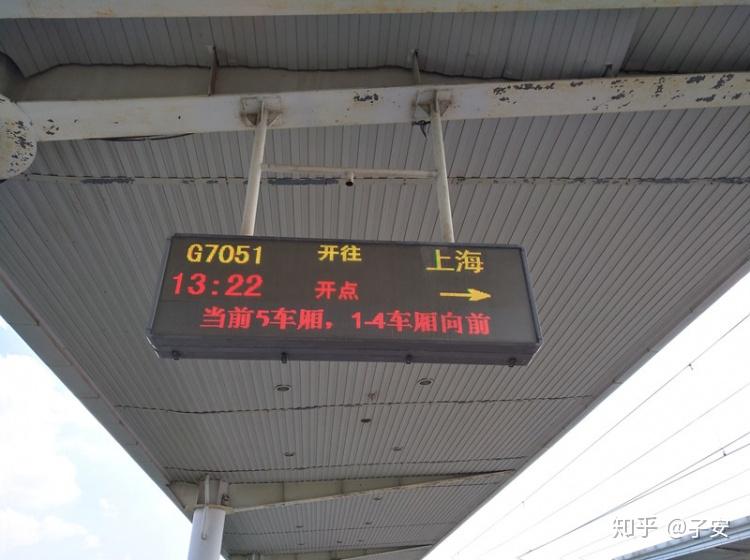 G7051 开往 上海
13:22 开点 →
当前5车厢，1-4车厢向前
知乎 @子安